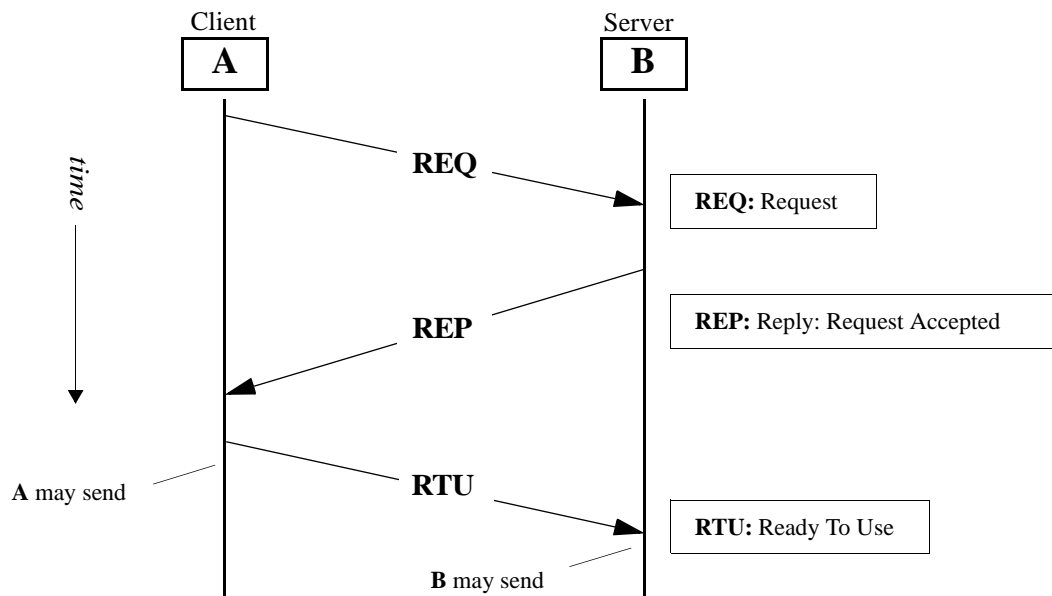 Client
Server
A
B
time
REQ
REQ: Request
REP
REP: Reply: Request Accepted
A may send
RTU
RTU: Ready To Use
B may send